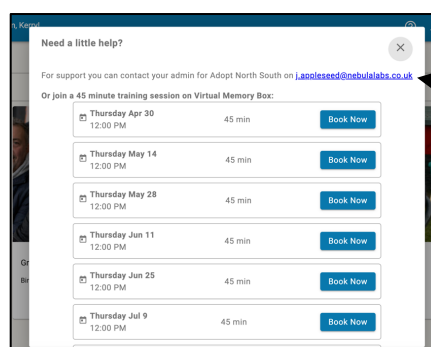 n, Kerry!
Need a little help?
For support you can contact your admin for Adopt North South on j.appleseed@nebulalabs.co.uk
Or join a 45 minute training session on Virtual Memory Box:
Thursday Apr 30
12:00 PM
45 min
Book Now
Thursday May 14
12:00 PM
45 min
Book Now
Thursday May 28
12:00 PM
45 min
Book Now
Thursday Jun 11
12:00 PM
45 min
Book Now
Thursday Jun 25
12:00 PM
45 min
Book Now
Thursday Jul 9
12:00 PM
45 min
Book Now
Gr
Bir